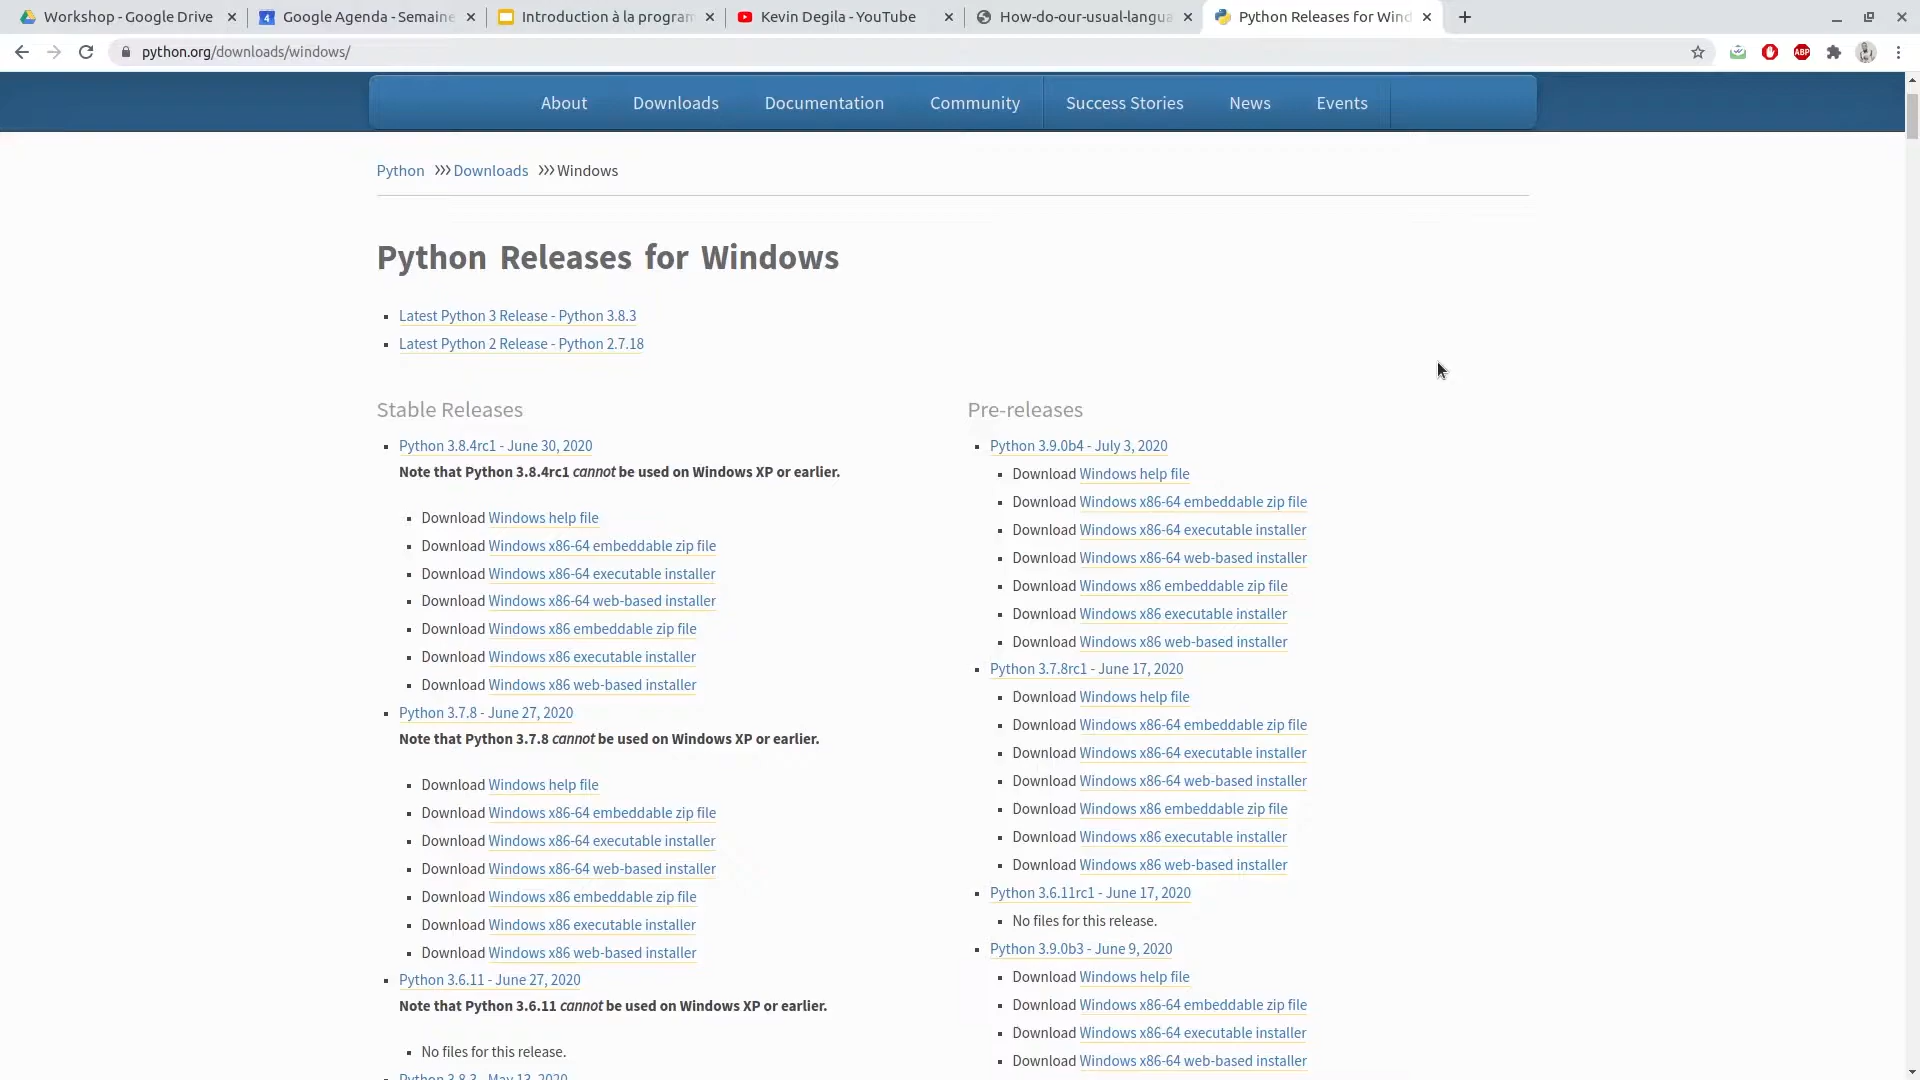 Workshop - Google Drive
Google Agenda - Semaine
Introduction à la program
Kevin Degila - YouTube
How-do-our-usual-langua
Python Releases for Wind
python.org/downloads/windows/
ABP
About
Downloads
Documentation
Community
Success Stories
News
Events
Python >>> Downloads >>> Windows
Python Releases for Windows
Latest Python 3 Release - Python 3.8.3
Latest Python 2 Release - Python 2.7.18
Stable Releases
Python 3.8.4rc1 - June 30, 2020
Note that Python 3.8.4rc1 cannot be used on Windows XP or earlier.
Download Windows help file
Download Windows x86-64 embeddable zip file
Download Windows x86-64 executable installer
Download Windows x86-64 web-based installer
Download Windows x86 embeddable zip file
Download Windows x86 executable installer
Download Windows x86 web-based installer
Python 3.7.8 - June 27, 2020
Note that Python 3.7.8 cannot be used on Windows XP or earlier.
Download Windows help file
Download Windows x86-64 embeddable zip file
Download Windows x86-64 executable installer
Download Windows x86-64 web-based installer
Download Windows x86 embeddable zip file
Download Windows x86 executable installer
Download Windows x86 web-based installer
Python 3.6.11 - June 27, 2020
Note that Python 3.6.11 cannot be used on Windows XP or earlier.
No files for this release.
Python 3.8.3 - May 13, 2020
Pre-releases
Python 3.9.0b4 - July 3, 2020
Download Windows help file
Download Windows x86-64 embeddable zip file
Download Windows x86-64 executable installer
Download Windows x86-64 web-based installer
Download Windows x86 embeddable zip file
Download Windows x86 executable installer
Download Windows x86 web-based installer
Python 3.7.8rc1 - June 17, 2020
Download Windows help file
Download Windows x86-64 embeddable zip file
Download Windows x86-64 executable installer
Download Windows x86-64 web-based installer
Download Windows x86 embeddable zip file
Download Windows x86 executable installer
Download Windows x86 web-based installer
Python 3.6.11rc1 - June 17, 2020
No files for this release.
Python 3.9.0b3 - June 9, 2020
Download Windows help file
Download Windows x86-64 embeddable zip file
Download Windows x86-64 executable installer
Download Windows x86-64 web-based installer